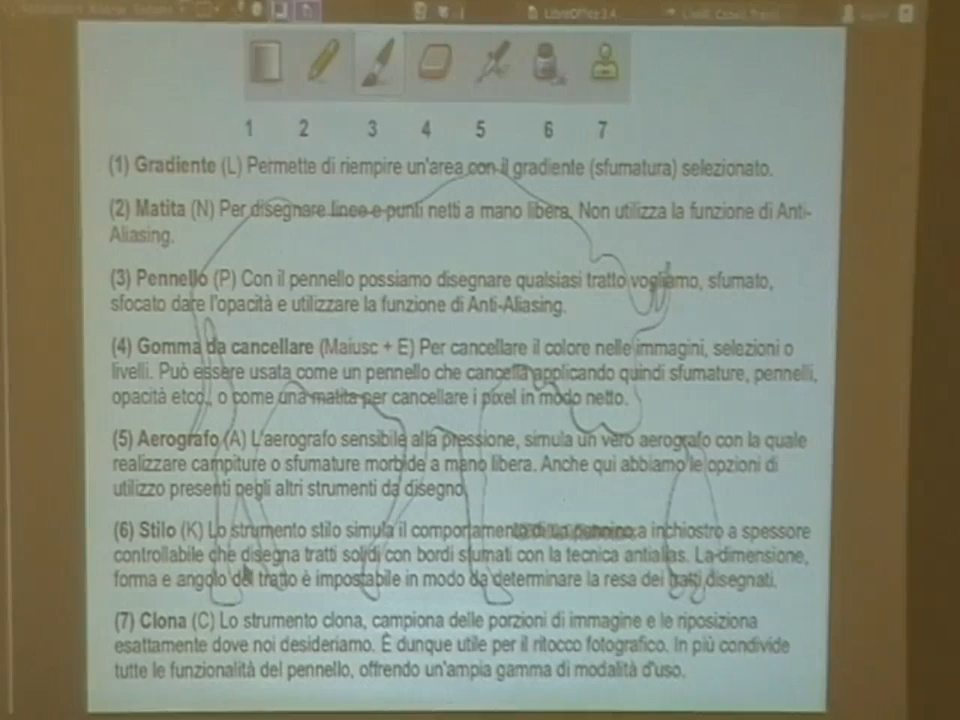 LibreOffice 3.4
1 2 3 4 5 6 7
(1) Gradiente (L) Permette di riempire un'area con il gradiente (sfumatura) selezionato.
(2) Matita (N) Per disegnare linee e punti netti a mano libera. Non utilizza la funzione di Anti-
Aliasing.
(3) Pennello (P) Con il pennello possiamo disegnare qualsiasi tratto vogliamo, sfumato,
sfocato dare l'opacità e utilizzare la funzione di Anti-Aliasing.
(4) Gomma da cancellare (Maiusc + E) Per cancellare il colore nelle immagini, selezioni o
livelli. Può essere usata come un pennello che cancella applicando quindi sfumature, pennelli,
opacità etcc., o come una matita per cancellare i pixel in modo netto.
(5) Aerografo (A) L'aerografo sensibile alla pressione, simula un vero aerografo con la quale
realizzare campiture o sfumature morbide a mano libera. Anche qui abbiamo le opzioni di
utilizzo presenti negli altri strumenti da disegno.
(6) Stilo (K) Lo strumento stilo simula il comportamento di un pennino a inchiostro a spessore
controllabile che disegna tratti solidi con bordi sfumati con la tecnica antialias. La dimensione,
forma e angolo del tratto è impostabile in modo da determinare la resa dei tratti disegnati.
(7) Clona (C) Lo strumento clona, campiona delle porzioni di immagine e le riposiziona
esattamente dove noi desideriamo. È dunque utile per il ritocco fotografico. In più condivide
tutte le funzionalità del pennello, offrendo un'ampia gamma di modalità d'uso.